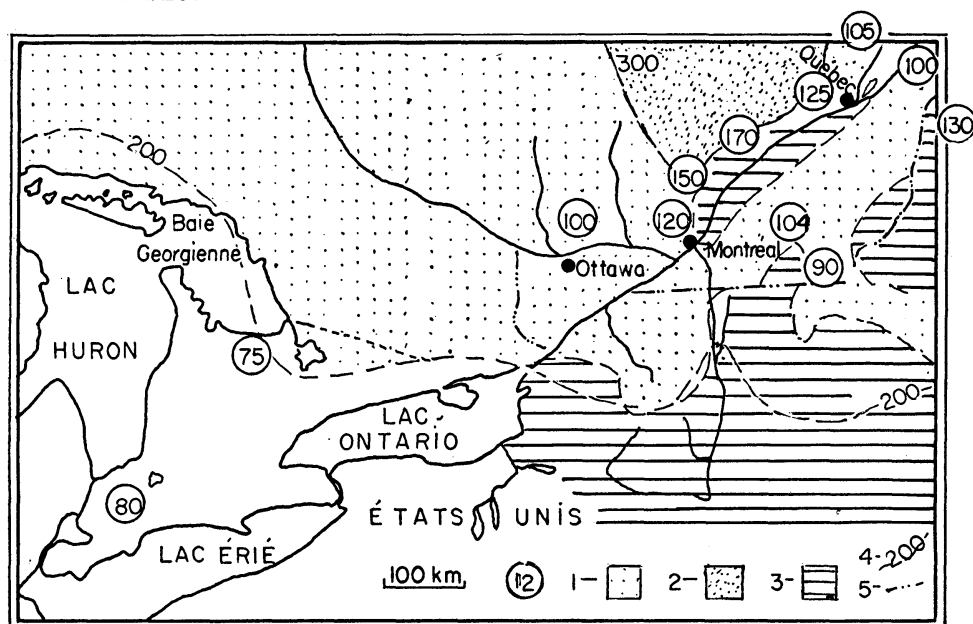 105
300
Québec
100
125
130
170
200
150
Baie
Georgienne
100
120
104
Montreal
Ottawa
90
LAC
HURON
75
200
LAC
ONTARIO
80
ÉTATS UNIS
LAC ÉRIÉ
100 km
112
1-
2-
3-
4-200
5-